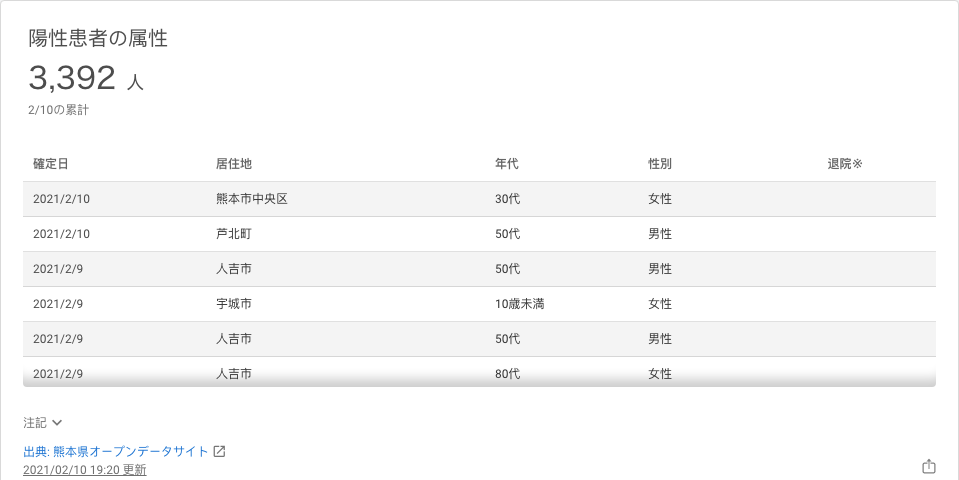 陽性患者の属性
3,392 人
2/10の累計
確定日 居住地 年代 性別 退院※
2021/2/10 熊本市中央区 30代 女性
2021/2/10 芦北町 50代 男性
2021/2/9 人吉市 50代 男性
2021/2/9 宇城市 10歳未満 女性
2021/2/9 人吉市 50代 男性
2021/2/9 人吉市 80代 女性
注記
出典: 熊本県オープンデータサイト
2021/02/10 19:20 更新